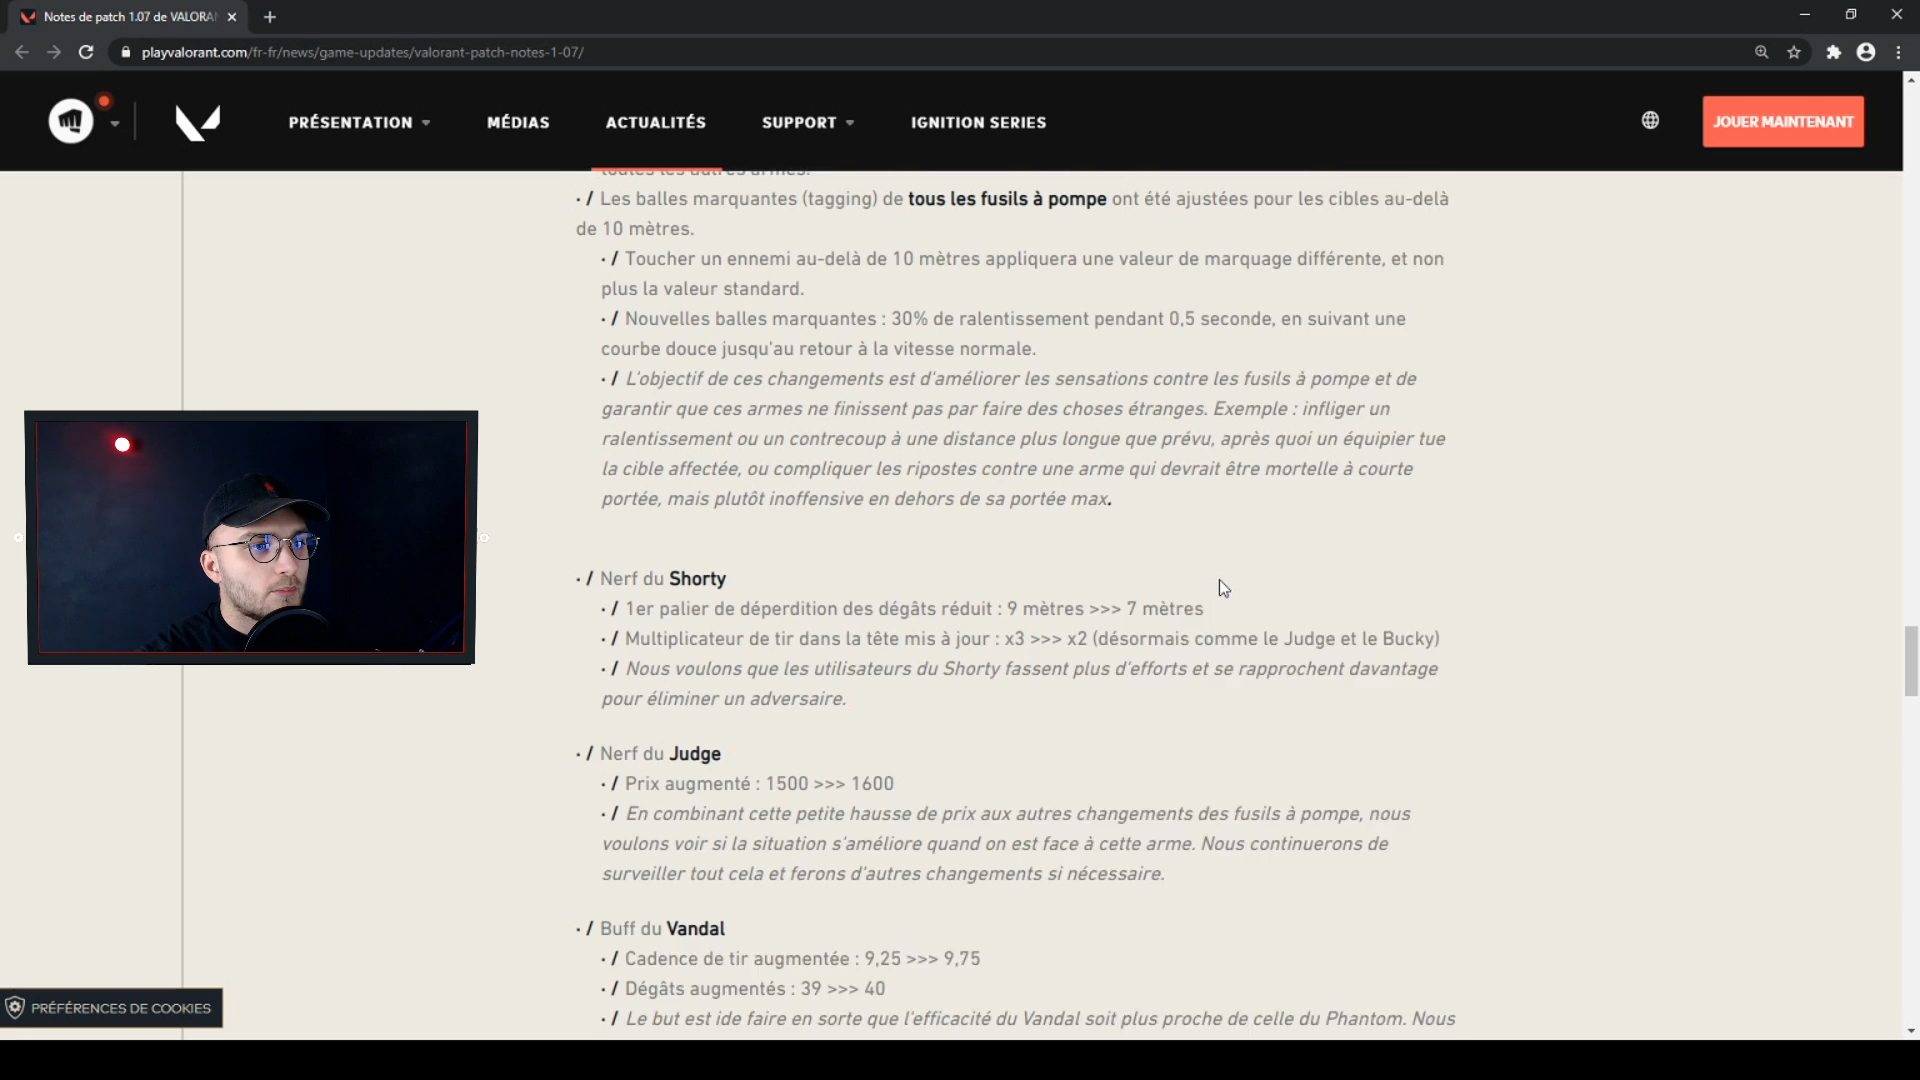 Notes de patch 1.07 de VALORAN
playvalorant.com/fr-fr/news/game-updates/valorant-patch-notes-1-07/
PRÉSENTATION MÉDIAS ACTUALITÉS SUPPORT IGNITION SERIES JOUER MAINTENANT
toutes les autres armes.
· / Les balles marquantes (tagging) de tous les fusils à pompe ont été ajustées pour les cibles au-delà
de 10 mètres.
· / Toucher un ennemi au-delà de 10 mètres appliquera une valeur de marquage différente, et non
plus la valeur standard.
· / Nouvelles balles marquantes : 30% de ralentissement pendant 0,5 seconde, en suivant une
courbe douce jusqu'au retour à la vitesse normale.
· / L'objectif de ces changements est d'améliorer les sensations contre les fusils à pompe et de
garantir que ces armes ne finissent pas par faire des choses étranges. Exemple : infliger un
ralentissement ou un contrecoup à une distance plus longue que prévu, après quoi un équipier tue
la cible affectée, ou compliquer les ripostes contre une arme qui devrait être mortelle à courte
portée, mais plutôt inoffensive en dehors de sa portée max.
· / Nerf du Shorty
· / 1er palier de déperdition des dégâts réduit : 9 mètres >>> 7 mètres
· / Multiplicateur de tir dans la tête mis à jour : x3 >>> x2 (désormais comme le Judge et le Bucky)
· / Nous voulons que les utilisateurs du Shorty fassent plus d'efforts et se rapprochent davantage
pour éliminer un adversaire.
· / Nerf du Judge
· / Prix augmenté : 1500 >>> 1600
· / En combinant cette petite hausse de prix aux autres changements des fusils à pompe, nous
voulons voir si la situation s'améliore quand on est face à cette arme. Nous continuerons de
surveiller tout cela et ferons d'autres changements si nécessaire.
· / Buff du Vandal
· / Cadence de tir augmentée : 9,25 >>> 9,75
· / Dégâts augmentés : 39 >>> 40
· / Le but est ide faire en sorte que l'efficacité du Vandal soit plus proche de celle du Phantom. Nous
PRÉFÉRENCES DE COOKIES